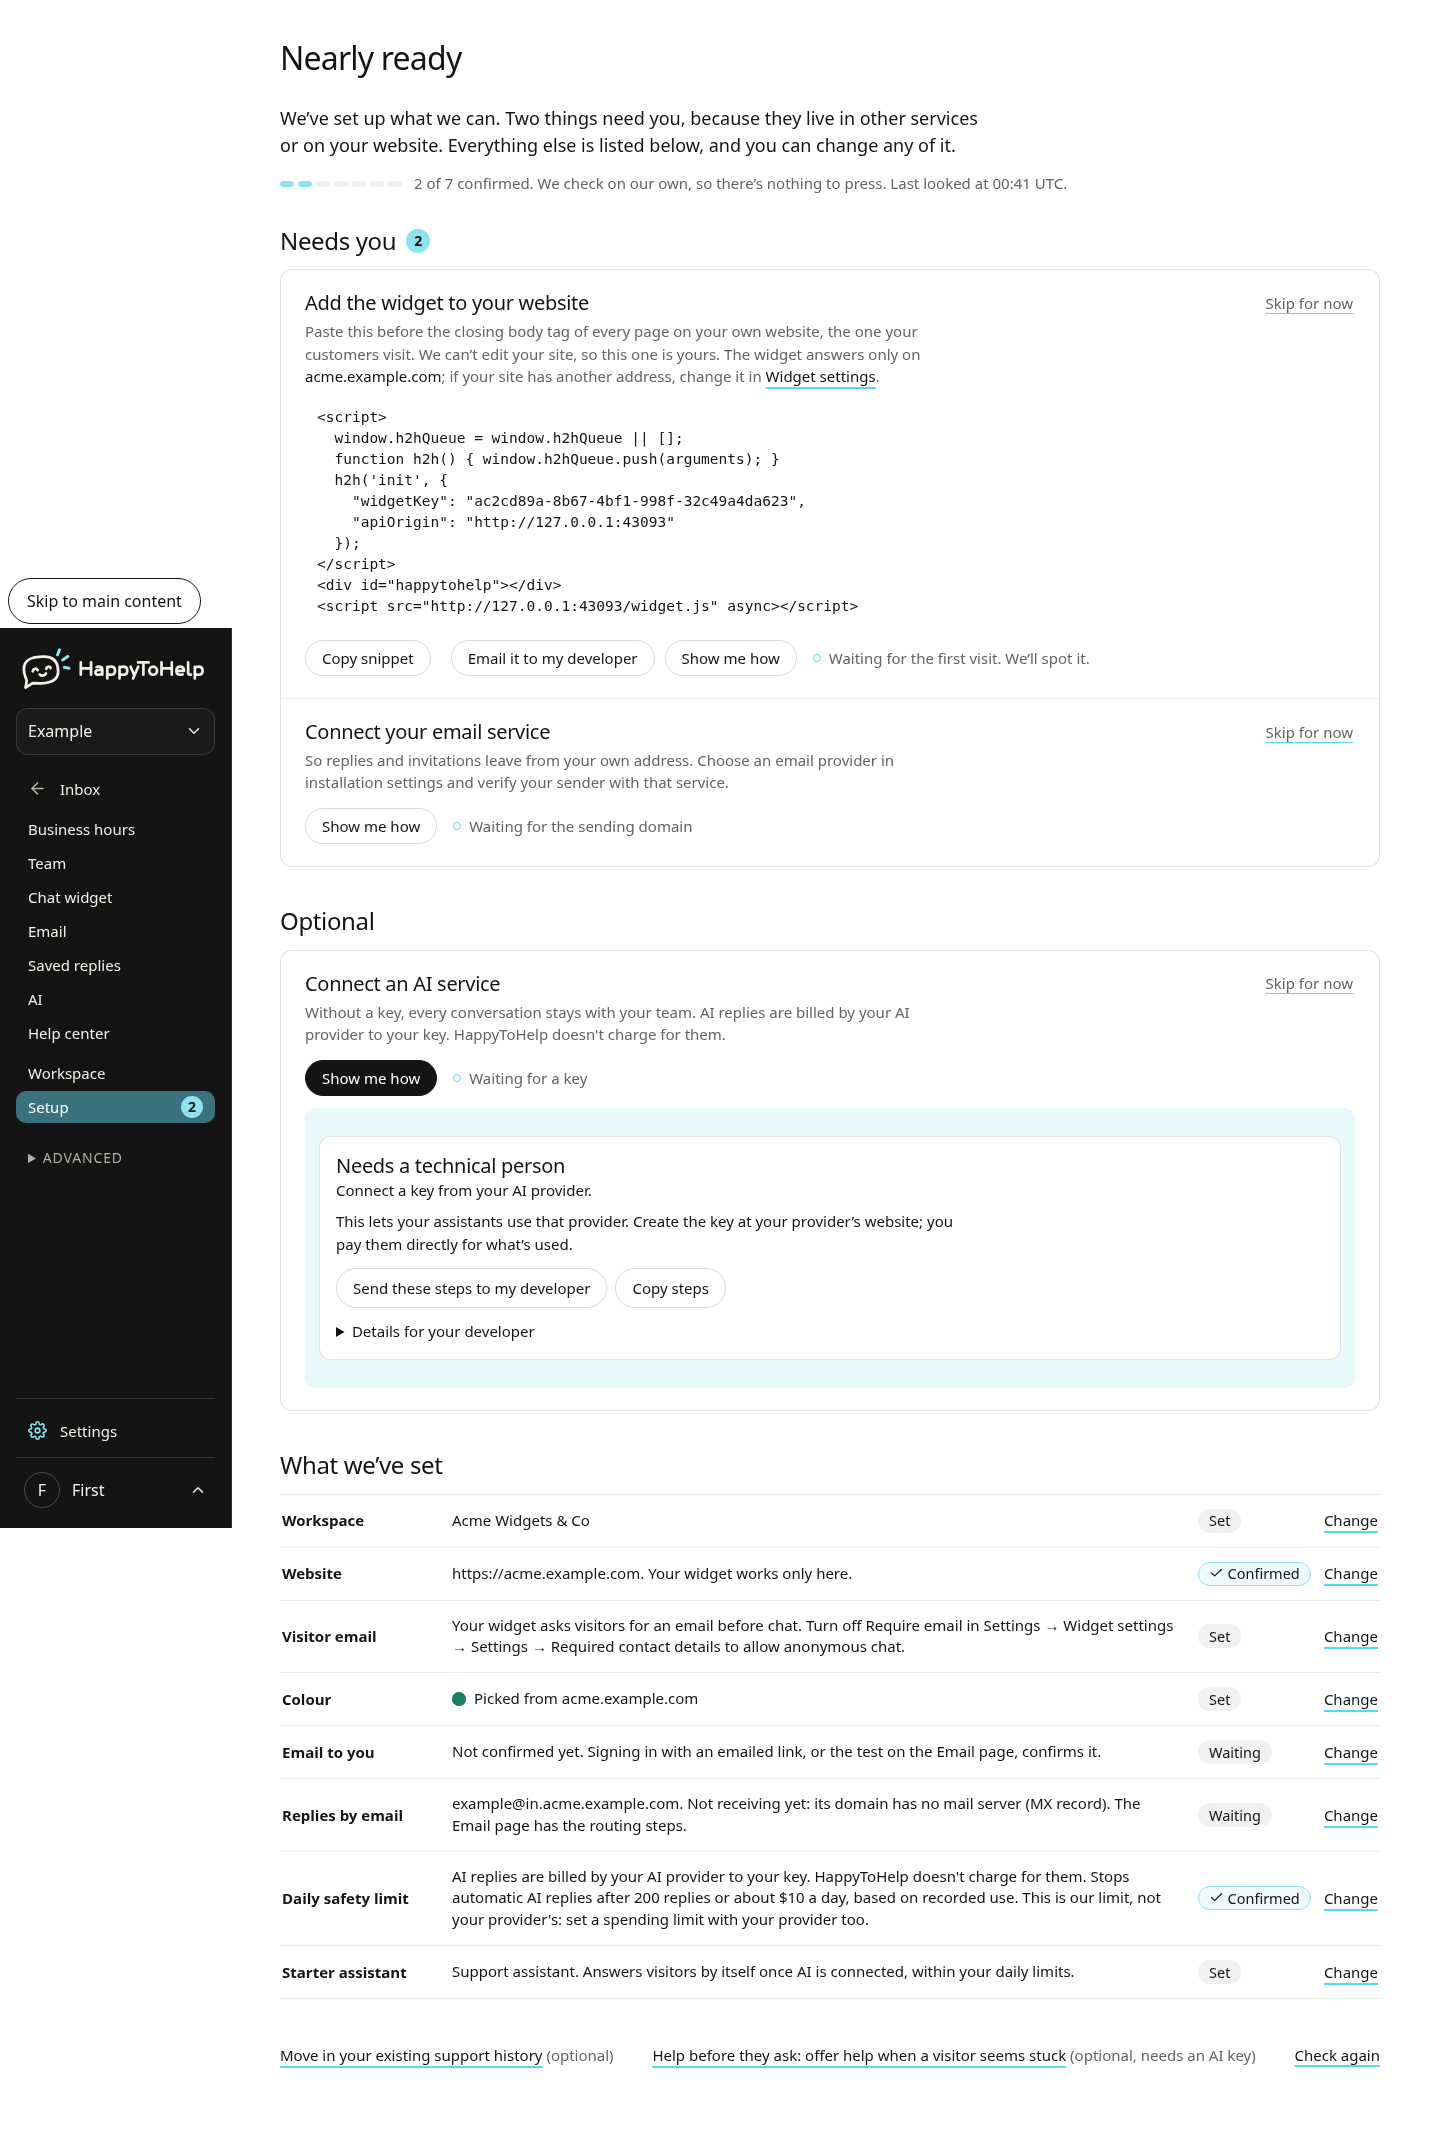 Nearly ready
We’ve set up what we can. Two things need you, because they live in other services
or on your website. Everything else is listed below, and you can change any of it.
2 of 7 confirmed. We check on our own, so there’s nothing to press. Last looked at 00:41 UTC.
Needs you 2
Add the widget to your website
Skip for now
Paste this before the closing body tag of every page on your own website, the one your
customers visit. We can’t edit your site, so this one is yours. The widget answers only on
acme.example.com; if your site has another address, change it in Widget settings.
<script>
  window.h2hQueue = window.h2hQueue || [];
  function h2h() { window.h2hQueue.push(arguments); }
  h2h('init', {
    "widgetKey": "ac2cd89a-8b67-4bf1-998f-32c49a4da623",
    "apiOrigin": "http://127.0.0.1:43093"
  });
</script>
<div id="happytohelp"></div>
<script src="http://127.0.0.1:43093/widget.js" async></script>
Copy snippet
Email it to my developer
Show me how
Waiting for the first visit. We’ll spot it.
Connect your email service
Skip for now
So replies and invitations leave from your own address. Choose an email provider in
installation settings and verify your sender with that service.
Show me how
Waiting for the sending domain
Optional
Connect an AI service
Skip for now
Without a key, every conversation stays with your team. AI replies are billed by your AI
provider to your key. HappyToHelp doesn't charge for them.
Show me how
Waiting for a key
Needs a technical person
Connect a key from your AI provider.
This lets your assistants use that provider. Create the key at your provider’s website; you
pay them directly for what’s used.
Send these steps to my developer
Copy steps
Details for your developer
What we’ve set
Workspace
Acme Widgets & Co
Set
Change
Website
https://acme.example.com. Your widget works only here.
Confirmed
Change
Visitor email
Your widget asks visitors for an email before chat. Turn off Require email in Settings → Widget settings
→ Settings → Required contact details to allow anonymous chat.
Set
Change
Colour
Picked from acme.example.com
Set
Change
Email to you
Not confirmed yet. Signing in with an emailed link, or the test on the Email page, confirms it.
Waiting
Change
Replies by email
example@in.acme.example.com. Not receiving yet: its domain has no mail server (MX record). The
Email page has the routing steps.
Waiting
Change
Daily safety limit
AI replies are billed by your AI provider to your key. HappyToHelp doesn't charge for them. Stops
automatic AI replies after 200 replies or about $10 a day, based on recorded use. This is our limit, not
your provider's: set a spending limit with your provider too.
Confirmed
Change
Starter assistant
Support assistant. Answers visitors by itself once AI is connected, within your daily limits.
Set
Change
Move in your existing support history (optional)
Help before they ask: offer help when a visitor seems stuck (optional, needs an AI key)
Check again
Skip to main content
HappyToHelp
Example
Inbox
Business hours
Team
Chat widget
Email
Saved replies
AI
Help center
Workspace
Setup 2
ADVANCED
Settings
F First